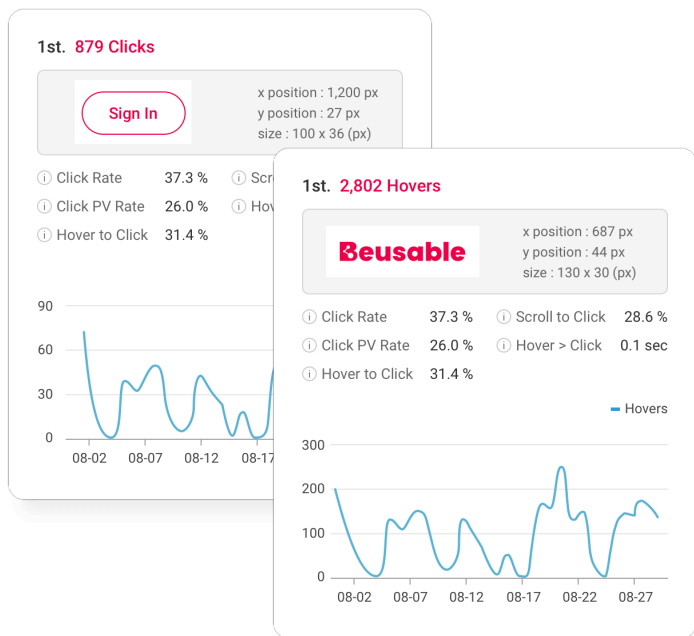 1st. 879 Clicks
Sign In
x position : 1,200 px
y position : 27 px
size : 100 x 36 (px)
Click Rate 37.3 %
Click PV Rate 26.0 %
Hover to Click 31.4 %
90
60
30
0
08-02 08-07 08-12 08-17
1st. 2,802 Hovers
Beusable
x position : 687 px
y position : 44 px
size : 130 x 30 (px)
Click Rate 37.3 % Scroll to Click 28.6 %
Click PV Rate 26.0 % Hover > Click 0.1 sec
Hover to Click 31.4 %
Hovers
300
200
100
0
08-02 08-07 08-12 08-17 08-22 08-27